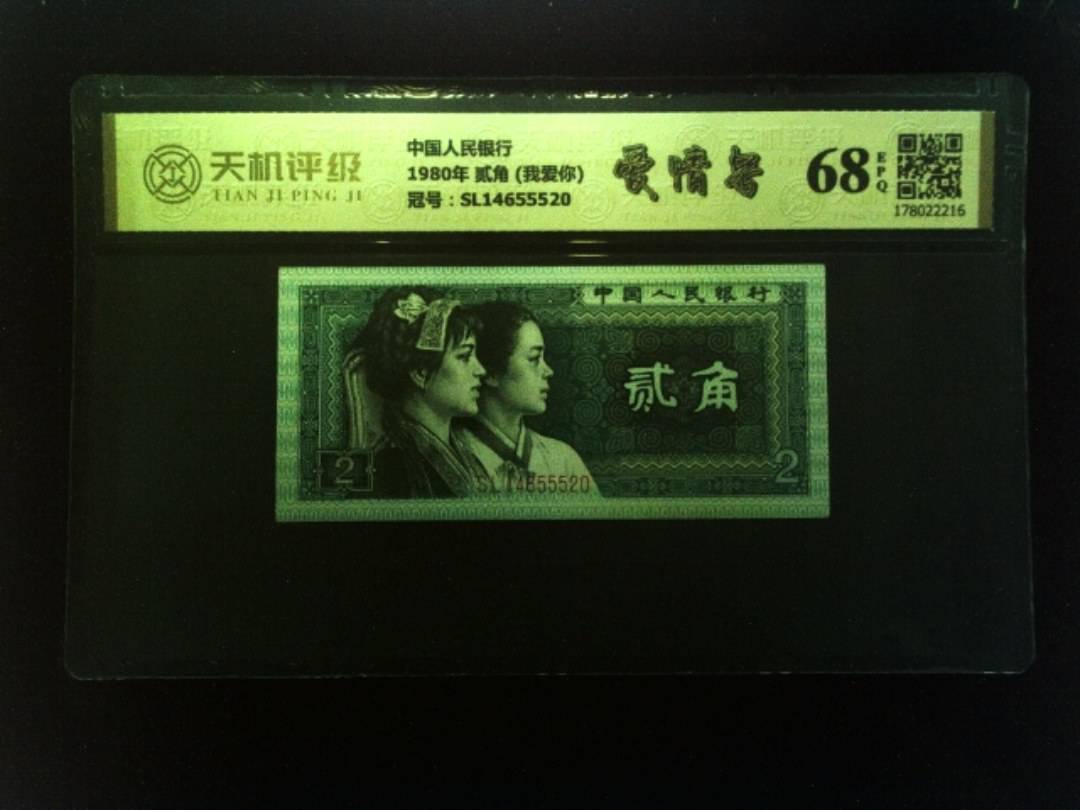 天机评级
TIAN JI PING JI
中国人民银行
1980年 贰角 (我爱你)
冠号：SL14655520
爱情号
68
EPQ
178022216
中国人民银行
贰角
2
2
SL14655520